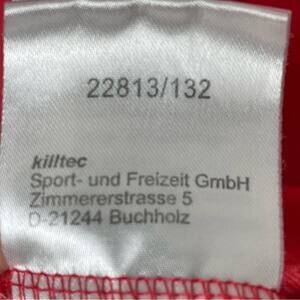 22813/132
killtec
Sport- und Freizeit GmbH
Zimmererstrasse 5
D-21244 Buchholz